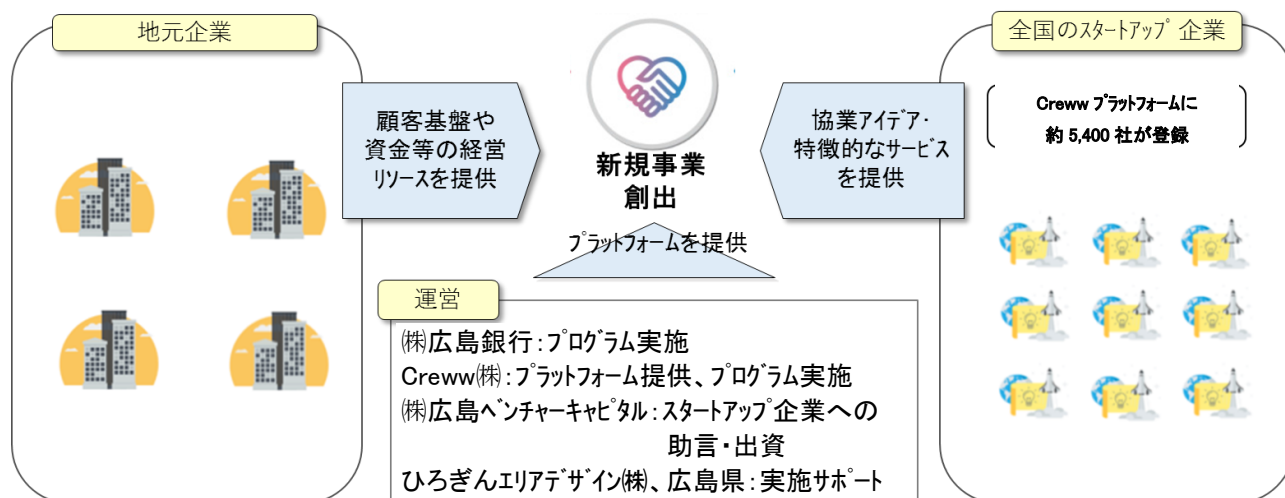 地元企業
全国のスタートアップ 企業
Creww プラットフォームに
約 5,400 社が登録
顧客基盤や
資金等の経営
リソースを提供
新規事業
創出
協業アイデア・
特徴的なサービス
を提供
プラットフォームを提供
運営
㈱広島銀行：プログラム実施
Creww㈱：プラットフォーム提供、プログラム実施
㈱広島ベンチャーキャピタル：スタートアップ企業への
助言・出資
ひろぎんエリアデザイン㈱、広島県：実施サポート